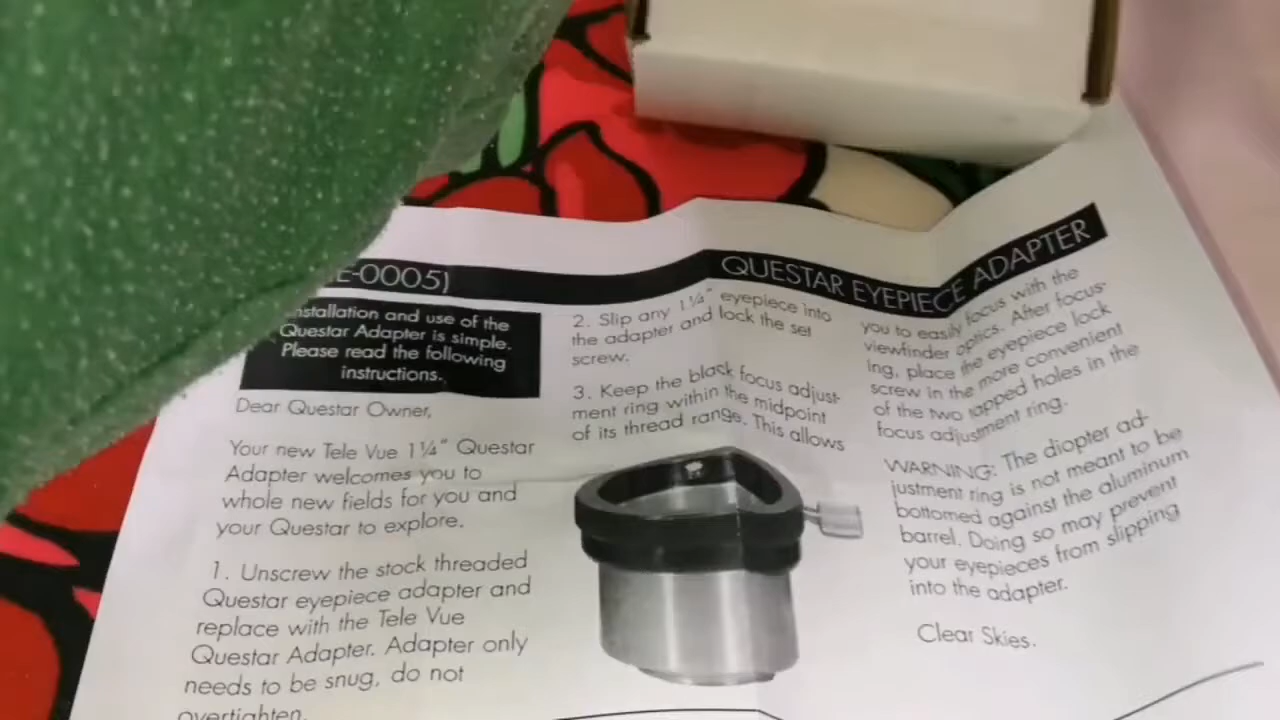 E-0005)
QUESTAR EYEPIECE ADAPTER
Installation and use of the
Questar Adapter is simple.
Please read the following
instructions.
Dear Questar Owner,
Your new Tele Vue 1¼" Questar
Adapter welcomes you to
whole new fields for you and
your Questar to explore.
1. Unscrew the stock threaded
Questar eyepiece adapter and
replace with the Tele Vue
Questar Adapter. Adapter only
needs to be snug, do not
overtighten.
2. Slip any 1¼" eyepiece into
the adapter and lock the set
screw.
3. Keep the black focus adjust-
ment ring within the midpoint
of its thread range. This allows
you to easily focus with the
viewfinder optics. After focus-
ing, place the eyepiece lock
screw in the more convenient
of the two tapped holes in the
focus adjustment ring.
WARNING: The diopter ad-
justment ring is not meant to be
bottomed against the aluminum
barrel. Doing so may prevent
your eyepieces from slipping
into the adapter.
Clear Skies.